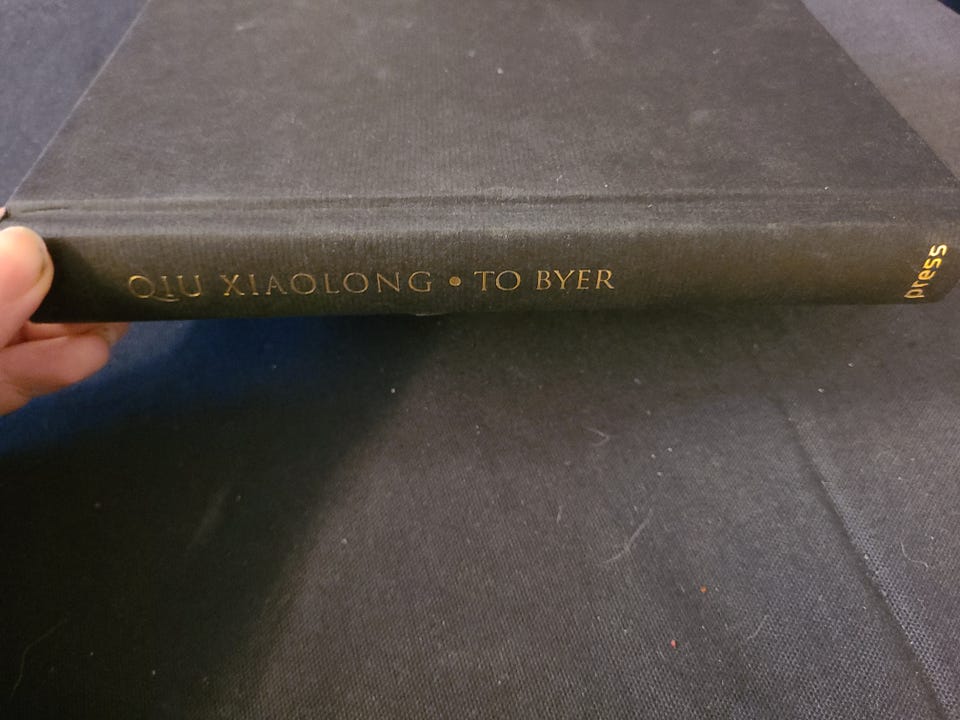 QIU XIAOLONG • TO BYER
press